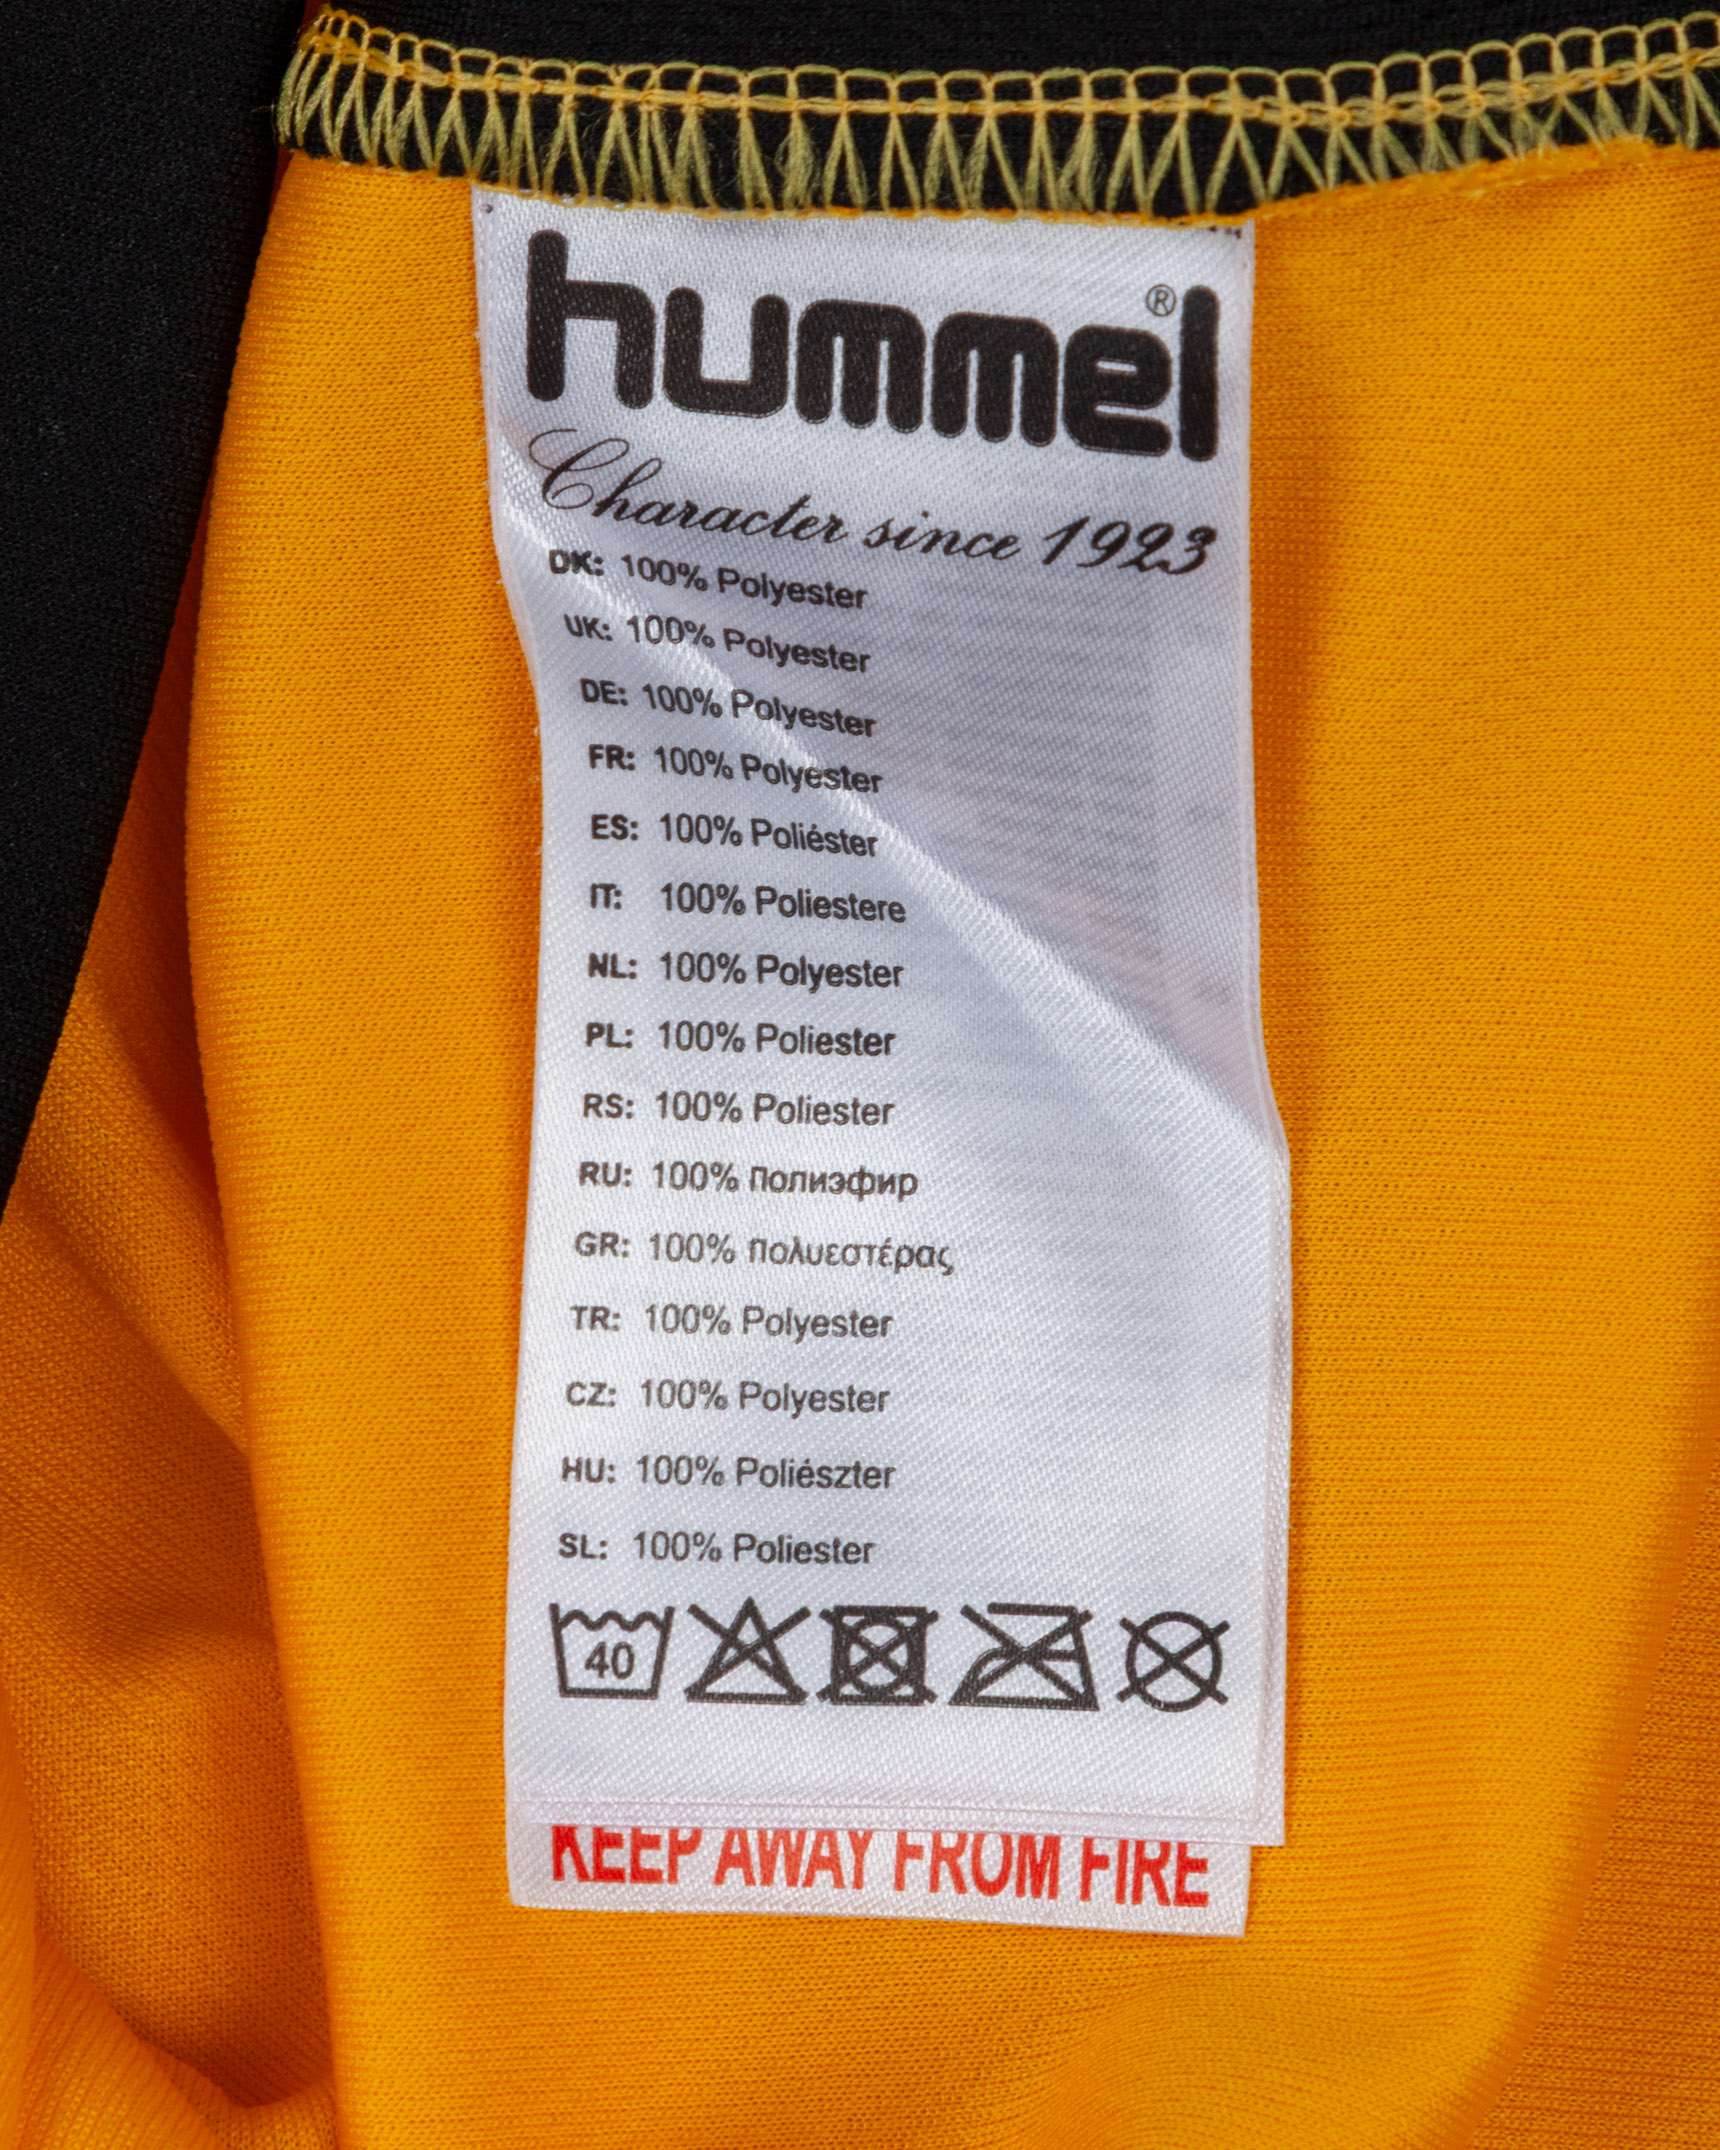 hummel®
Character since 1923
DK: 100% Polyester
UK: 100% Polyester
DE: 100% Polyester
FR: 100% Polyester
ES: 100% Poliéster
IT: 100% Poliestere
NL: 100% Polyester
PL: 100% Poliester
RS: 100% Poliester
RU: 100% Полиэфир
GR: 100% Πολυεστέρας
TR: 100% Polyester
CZ: 100% Polyester
HU: 100% Poliészter
SL: 100% Poliester
40
KEEP AWAY FROM FIRE